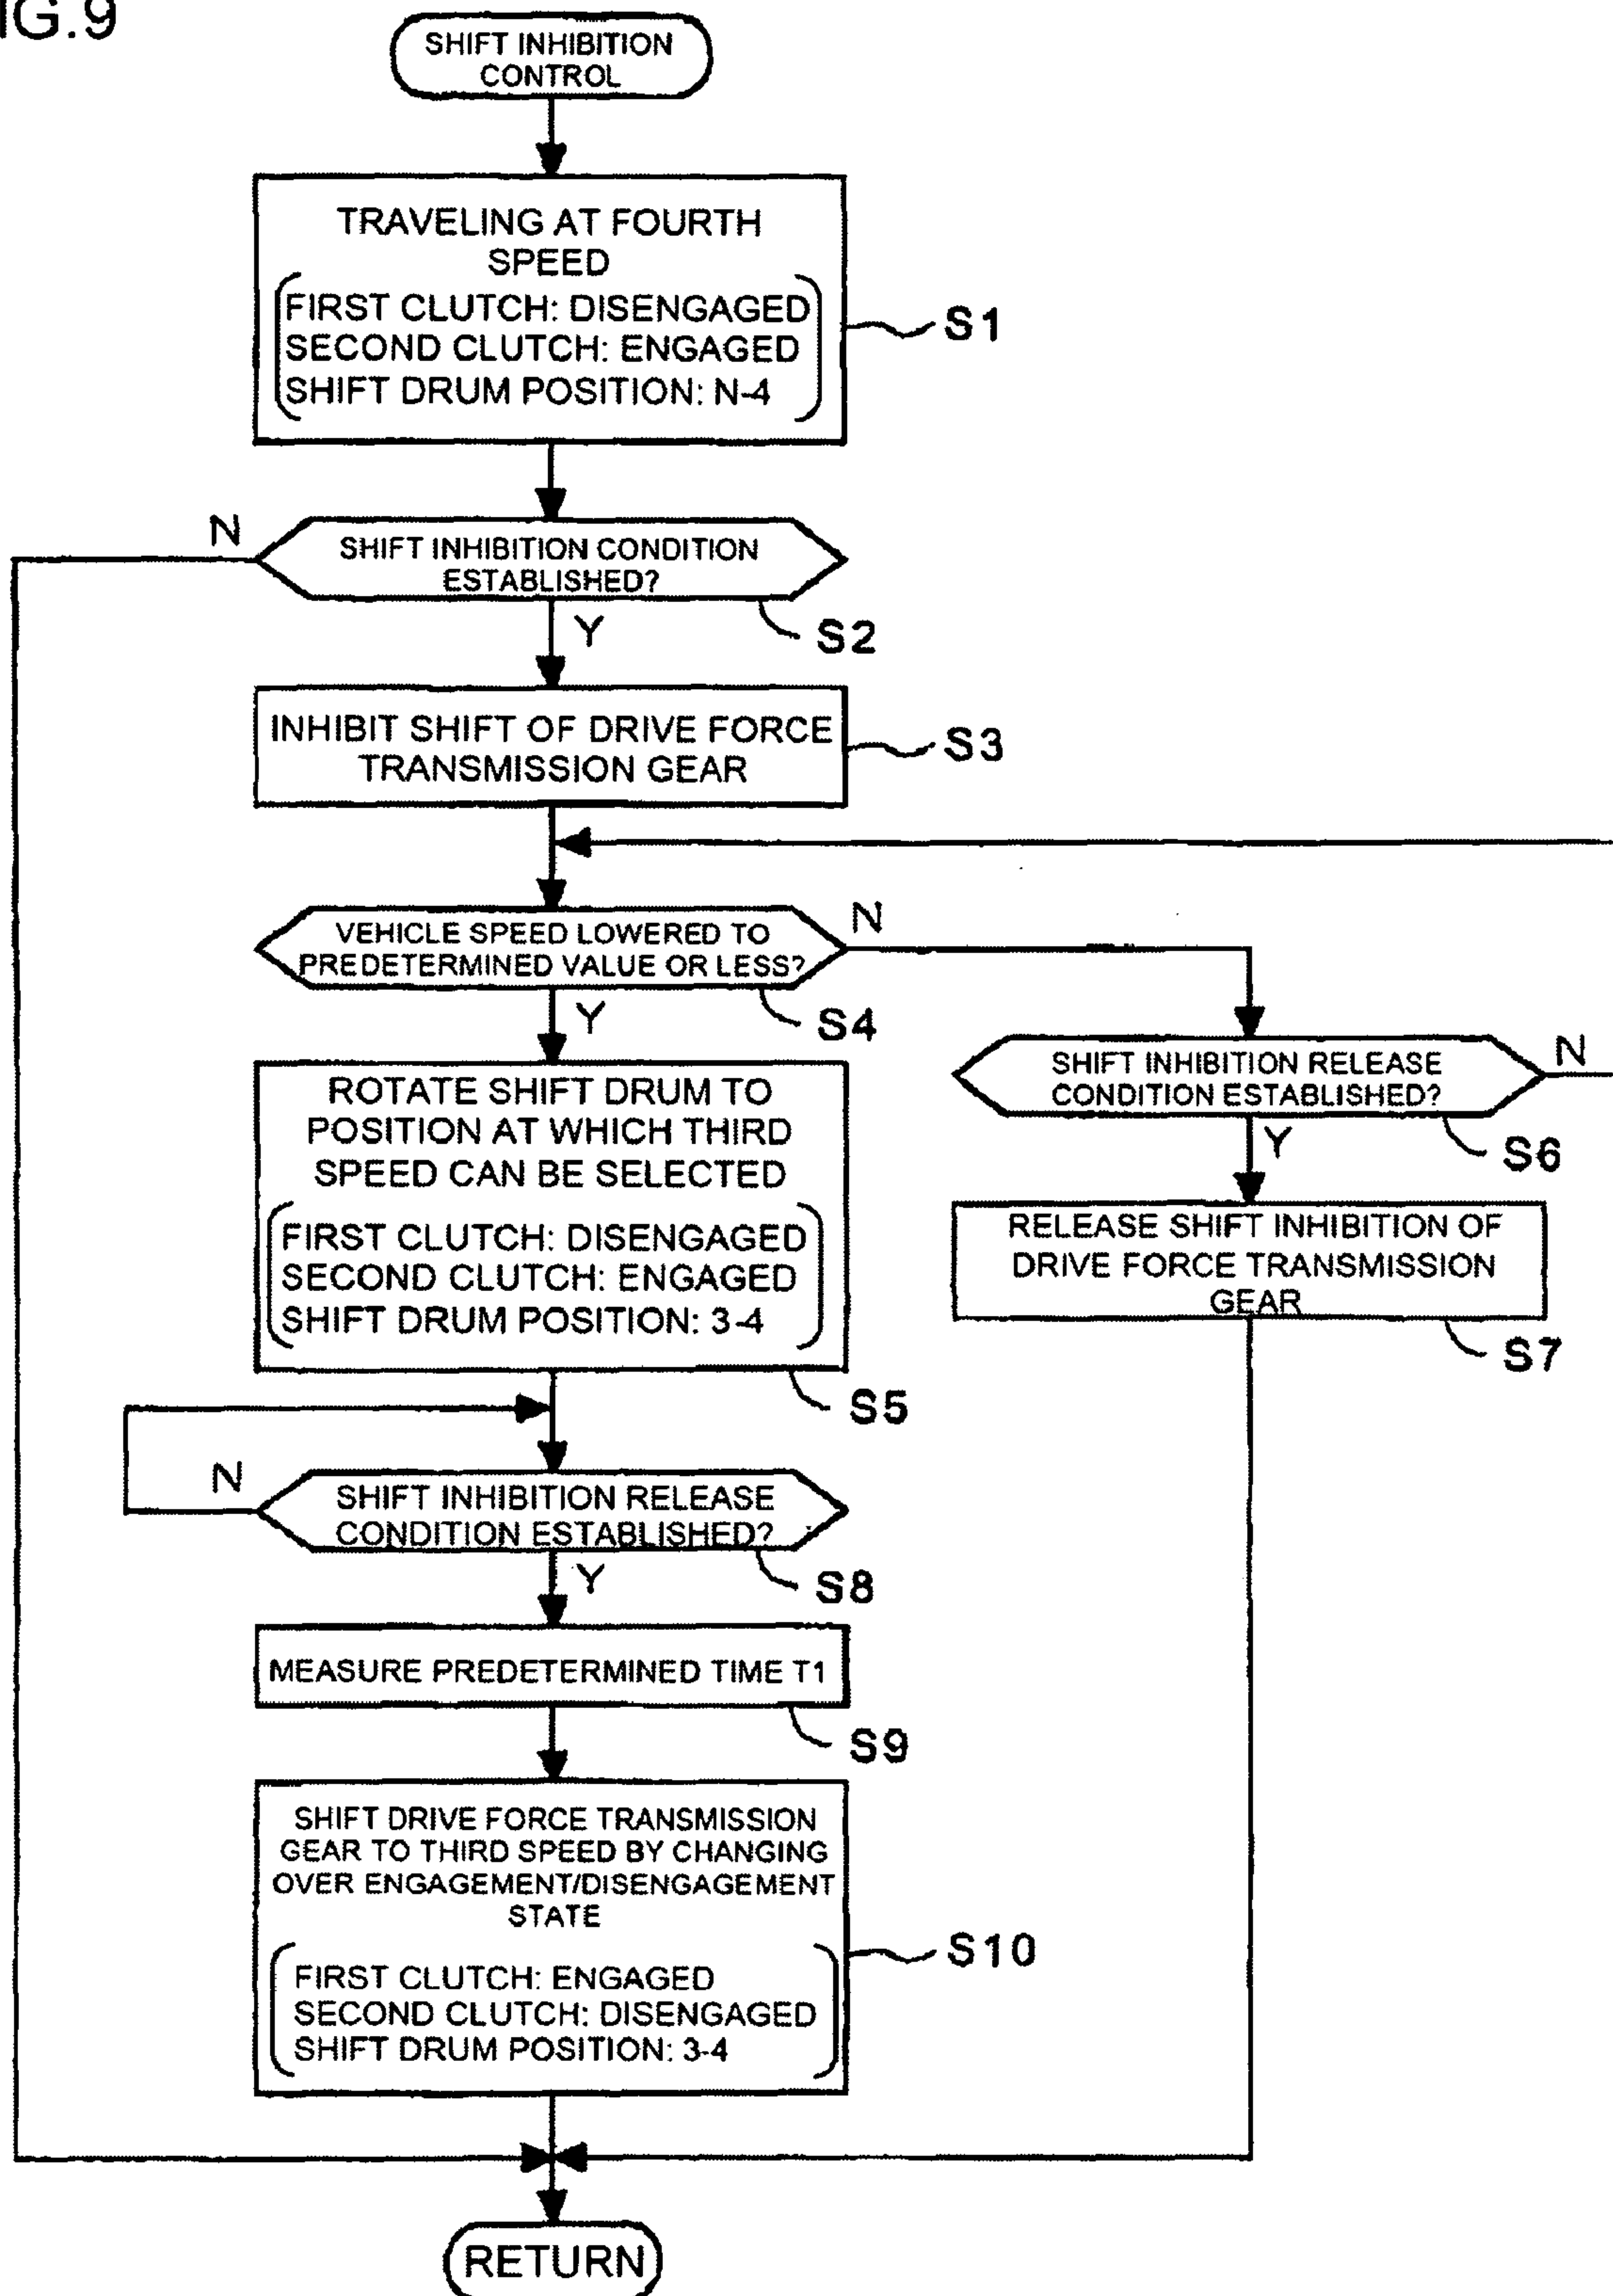 IG.9
SHIFT INHIBITION
CONTROL
TRAVELING AT FOURTH
SPEED
FIRST CLUTCH: DISENGAGED
SECOND CLUTCH: ENGAGED
SHIFT DRUM POSITION: N-4
S1
N
SHIFT INHIBITION CONDITION
ESTABLISHED?
S2
Y
INHIBIT SHIFT OF DRIVE FORCE
TRANSMISSION GEAR
S3
VEHICLE SPEED LOWERED TO
PREDETERMINED VALUE OR LESS?
N
S4
Y
SHIFT INHIBITION RELEASE
CONDITION ESTABLISHED?
N
S6
Y
ROTATE SHIFT DRUM TO
POSITION AT WHICH THIRD
SPEED CAN BE SELECTED
FIRST CLUTCH: DISENGAGED
SECOND CLUTCH: ENGAGED
SHIFT DRUM POSITION: 3-4
S5
RELEASE SHIFT INHIBITION OF
DRIVE FORCE TRANSMISSION
GEAR
S7
N
SHIFT INHIBITION RELEASE
CONDITION ESTABLISHED?
S8
Y
MEASURE PREDETERMINED TIME T1
S9
SHIFT DRIVE FORCE TRANSMISSION
GEAR TO THIRD SPEED BY CHANGING
OVER ENGAGEMENT/DISENGAGEMENT
STATE
FIRST CLUTCH: ENGAGED
SECOND CLUTCH: DISENGAGED
SHIFT DRUM POSITION: 3-4
S10
RETURN